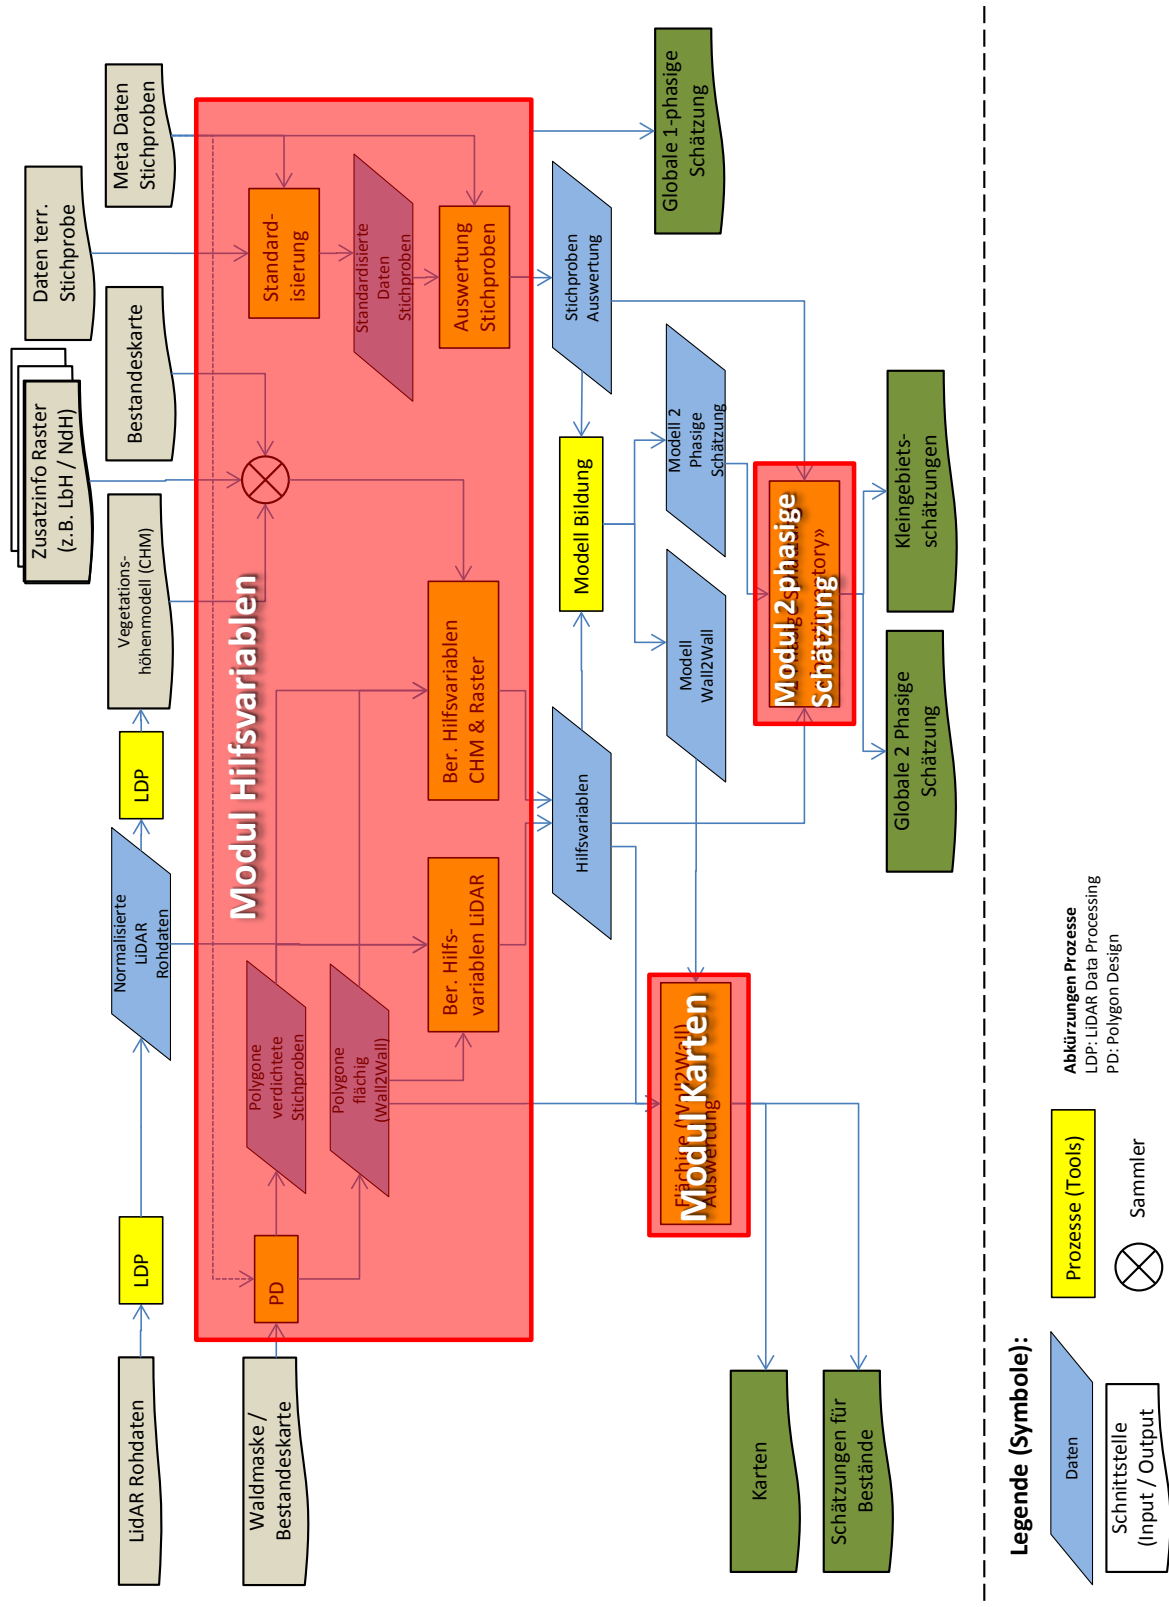 LidAR Rohdaten
LDP
Normalisierte
LiDAR
Rohdaten
LDP
Vegetations-
höhenmodell (CHM)
Zusatzinfo Raster
(z.B. LbH / NdH)
Bestandeskarte
Daten terr.
Stichprobe
Meta Daten
Stichproben
Waldmaske /
Bestandeskarte
PD
Polygone
verdichtete
Stichproben
Polygone
flächig
(Wall2Wall)
Modul Hilfsvariablen
Ber. Hilfs-
variablen LiDAR
Ber. Hilfsvariablen
CHM & Raster
Standard-
isierung
Standardisierte
Daten
Stichproben
Auswertung
Stichproben
Hilfsvariablen
Modell Bildung
Stichproben
Auswertung
Globale 1-phasige
Schätzung
Modell
Wall2Wall
Modell 2
Phasige
Schätzung
Flächige (Wall2Wall)
Auswertung
Modul Karten
Modul 2phasige
Schätzung
Karten
Schätzungen für
Bestände
Globale 2 Phasige
Schätzung
Kleingebiets-
schätzungen
Legende (Symbole):
Daten
Schnittstelle
(Input / Output)
Prozesse (Tools)
Sammler
Abkürzungen Prozesse
LDP: LiDAR Data Processing
PD: Polygon Design